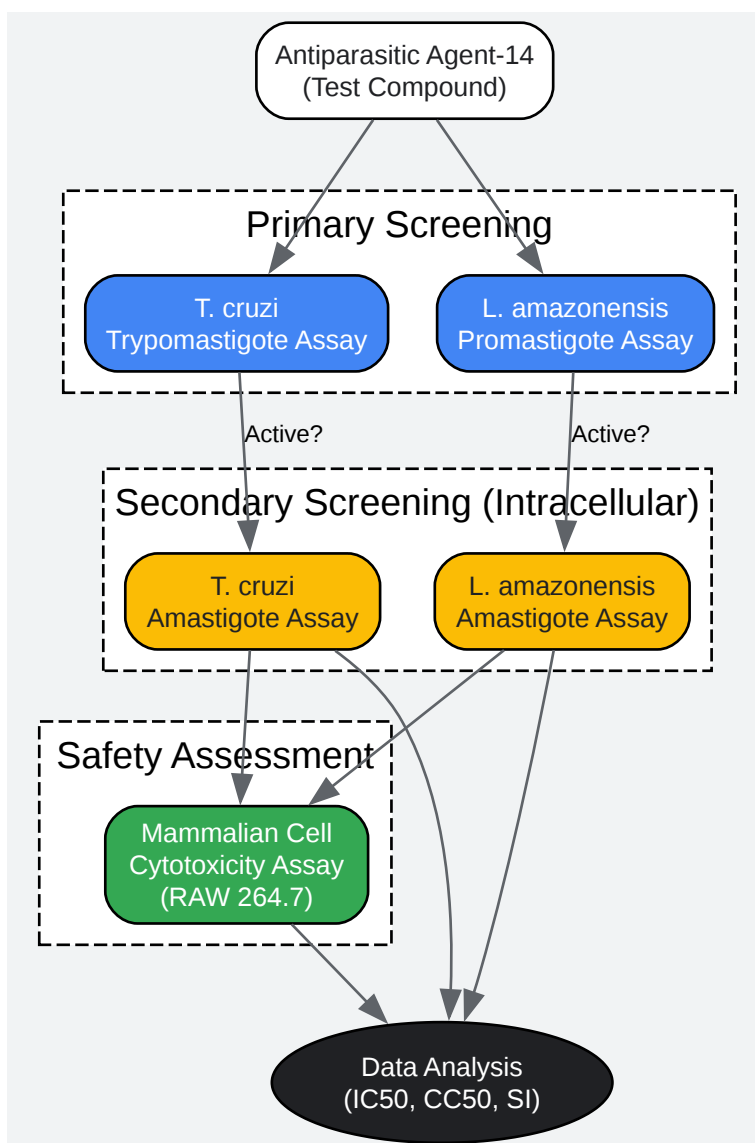 Antiparasitic Agent-14
(Test Compound)
Primary Screening
T. cruzi
Trypomastigote Assay
L. amazonensis
Promastigote Assay
Active?
Active?
Secondary Screening (Intracellular)
T. cruzi
Amastigote Assay
L. amazonensis
Amastigote Assay
Safety Assessment
Mammalian Cell
Cytotoxicity Assay
(RAW 264.7)
Data Analysis
(IC50, CC50, SI)